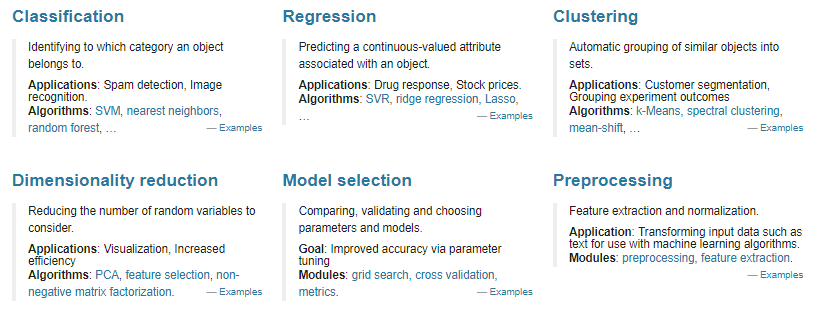 Classification
Identifying to which category an object
belongs to.
Applications: Spam detection, Image
recognition.
Algorithms: SVM, nearest neighbors,
random forest, …
— Examples
Regression
Predicting a continuous-valued attribute
associated with an object.
Applications: Drug response, Stock prices.
Algorithms: SVR, ridge regression, Lasso,
…
— Examples
Clustering
Automatic grouping of similar objects into
sets.
Applications: Customer segmentation,
Grouping experiment outcomes
Algorithms: k-Means, spectral clustering,
mean-shift, …
— Examples
Dimensionality reduction
Reducing the number of random variables to
consider.
Applications: Visualization, Increased
efficiency
Algorithms: PCA, feature selection, non-
negative matrix factorization.
— Examples
Model selection
Comparing, validating and choosing
parameters and models.
Goal: Improved accuracy via parameter
tuning
Modules: grid search, cross validation,
metrics.
— Examples
Preprocessing
Feature extraction and normalization.
Application: Transforming input data such as
text for use with machine learning algorithms.
Modules: preprocessing, feature extraction.
— Examples